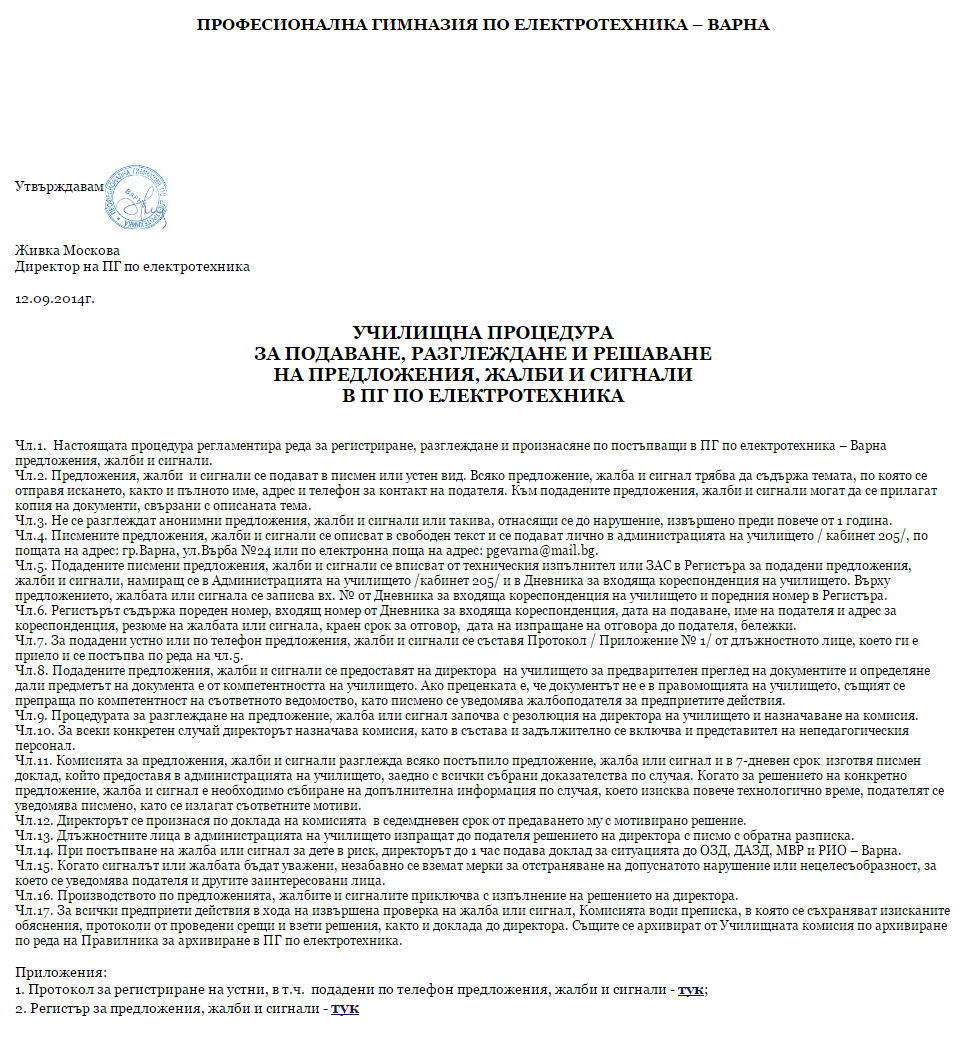 ПРОФЕСИОНАЛНА ГИМНАЗИЯ ПО ЕЛЕКТРОТЕХНИКА – ВАРНА
Утвърждавам
ПРОФЕСИОНАЛНА ГИМНАЗИЯ ПО ЕЛЕКТРОТЕХНИКА
ВАРНА
Живка Москова
Директор на ПГ по електротехника
12.09.2014г.
УЧИЛИЩНА ПРОЦЕДУРА
ЗА ПОДАВАНЕ, РАЗГЛЕЖДАНЕ И РЕШАВАНЕ
НА ПРЕДЛОЖЕНИЯ, ЖАЛБИ И СИГНАЛИ
В ПГ ПО ЕЛЕКТРОТЕХНИКА
Чл.1.  Настоящата процедура регламентира реда за регистриране, разглеждане и произнасяне по постъпващи в ПГ по електротехника – Варна
предложения, жалби и сигнали.
Чл.2. Предложения, жалби  и сигнали се подават в писмен или устен вид. Всяко предложение, жалба и сигнал трябва да съдържа темата, по която се
отправя искането, както и пълното име, адрес и телефон за контакт на подателя. Към подадените предложения, жалби и сигнали могат да се прилагат
копия на документи, свързани с описаната тема.
Чл.3. Не се разглеждат анонимни предложения, жалби и сигнали или такива, отнасящи се до нарушение, извършено преди повече от 1 година.
Чл.4. Писмените предложения, жалби и сигнали се описват в свободен текст и се подават лично в администрацията на училището / кабинет 205/, по
пощата на адрес: гр.Варна, ул.Върба №24 или по електронна поща на адрес: pgevarna@mail.bg.
Чл.5. Подадените писмени предложения, жалби и сигнали се вписват от техническия изпълнител или ЗАС в Регистъра за подадени предложения,
жалби и сигнали, намиращ се в Администрацията на училището /кабинет 205/ и в Дневника за входяща кореспонденция на училището. Върху
предложението, жалбата или сигнала се записва вх. № от Дневника за входяща кореспонденция на училището и поредния номер в Регистъра.
Чл.6. Регистърът съдържа пореден номер, входящ номер от Дневника за входяща кореспонденция, дата на подаване, име на подателя и адрес за
кореспонденция, резюме на жалбата или сигнала, краен срок за отговор,  дата на изпращане на отговора до подателя, бележки.
Чл.7. За подадени устно или по телефон предложения, жалби и сигнали се съставя Протокол / Приложение № 1/ от длъжностното лице, което ги е
приело и се постъпва по реда на чл.5.
Чл.8. Подадените предложения, жалби и сигнали се предоставят на директора  на училището за предварителен преглед на документите и определяне
дали предметът на документа е от компетентността на училището. Ако преценката е, че документът не е в правомощията на училището, същият се
препраща по компетентност на съответното ведомоство, като писмено се уведомява жалбоподателя за предприетите действия.
Чл.9. Процедурата за разглеждане на предложение, жалба или сигнал започва с резолюция на директора на училището и назначаване на комисия.
Чл.10. За всеки конкретен случай директорът назначава комисия, като в състава и задължително се включва и представител на непедагогическия
персонал.
Чл.11. Комисията за предложения, жалби и сигнали разглежда всяко постъпило предложение, жалба или сигнал и в 7-дневен срок  изготвя писмен
доклад, който предоставя в администрацията на училището, заедно с всички събрани доказателства по случая. Когато за решението на конкретно
предложение, жалба и сигнал е необходимо събиране на допълнителна информация по случая, което изисква повече технологично време, подателят се
уведомява писмено, като се излагат съответните мотиви.
Чл.12. Директорът се произнася по доклада на комисията  в седемдневен срок от предаването му с мотивирано решение.
Чл.13. Длъжностните лица в администрацията на училището изпращат до подателя решението на директора с писмо с обратна разписка.
Чл.14. При постъпване на жалба или сигнал за дете в риск, директорът до 1 час подава доклад за ситуацията до ОЗД, ДАЗД, МВР и РИО – Варна.
Чл.15. Когато сигналът или жалбата бъдат уважени, незабавно се вземат мерки за отстраняване на допуснатото нарушение или нецелесъобразност, за
което се уведомява подателя и другите заинтересовани лица.
Чл.16. Производството по предложенията, жалбите и сигналите приключва с изпълнение на решението на директора.
Чл.17. За всички предприети действия в хода на извършена проверка на жалба или сигнал, Комисията води преписка, в която се съхраняват изисканите
обяснения, протоколи от проведени срещи и взети решения, както и доклада до директора. Същите се архивират от Училищната комисия по архивиране
по реда на Правилника за архивиране в ПГ по електротехника.
Приложения:
1. Протокол за регистриране на устни, в т.ч.  подадени по телефон предложения, жалби и сигнали - тук;
2. Регистър за предложения, жалби и сигнали - тук